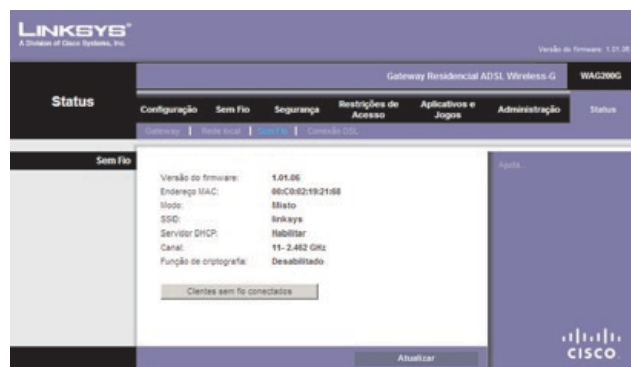 LINKSYS®
A Division of Cisco Systems, Inc.
Versão do firmware: 1.01.06
Gateway Residencial ADSL Wireless-G
WAG200G
Status
Configuração
Sem Fio
Segurança
Restrições de Acesso
Aplicativos e Jogos
Administração
Status
Gateway | Rede local | Sem Fio | Conexão DSL
Sem Fio
Ajuda...
Versão do firmware: 1.01.06
Endereço MAC: 00:C0:02:19:21:68
Modo: Misto
SSID: linksys
Servidor DHCP: Habilitar
Canal: 11- 2.462 GHz
Função de criptografia: Desabilitado
Clientes sem fio conectados
Atualizar
CISCO.